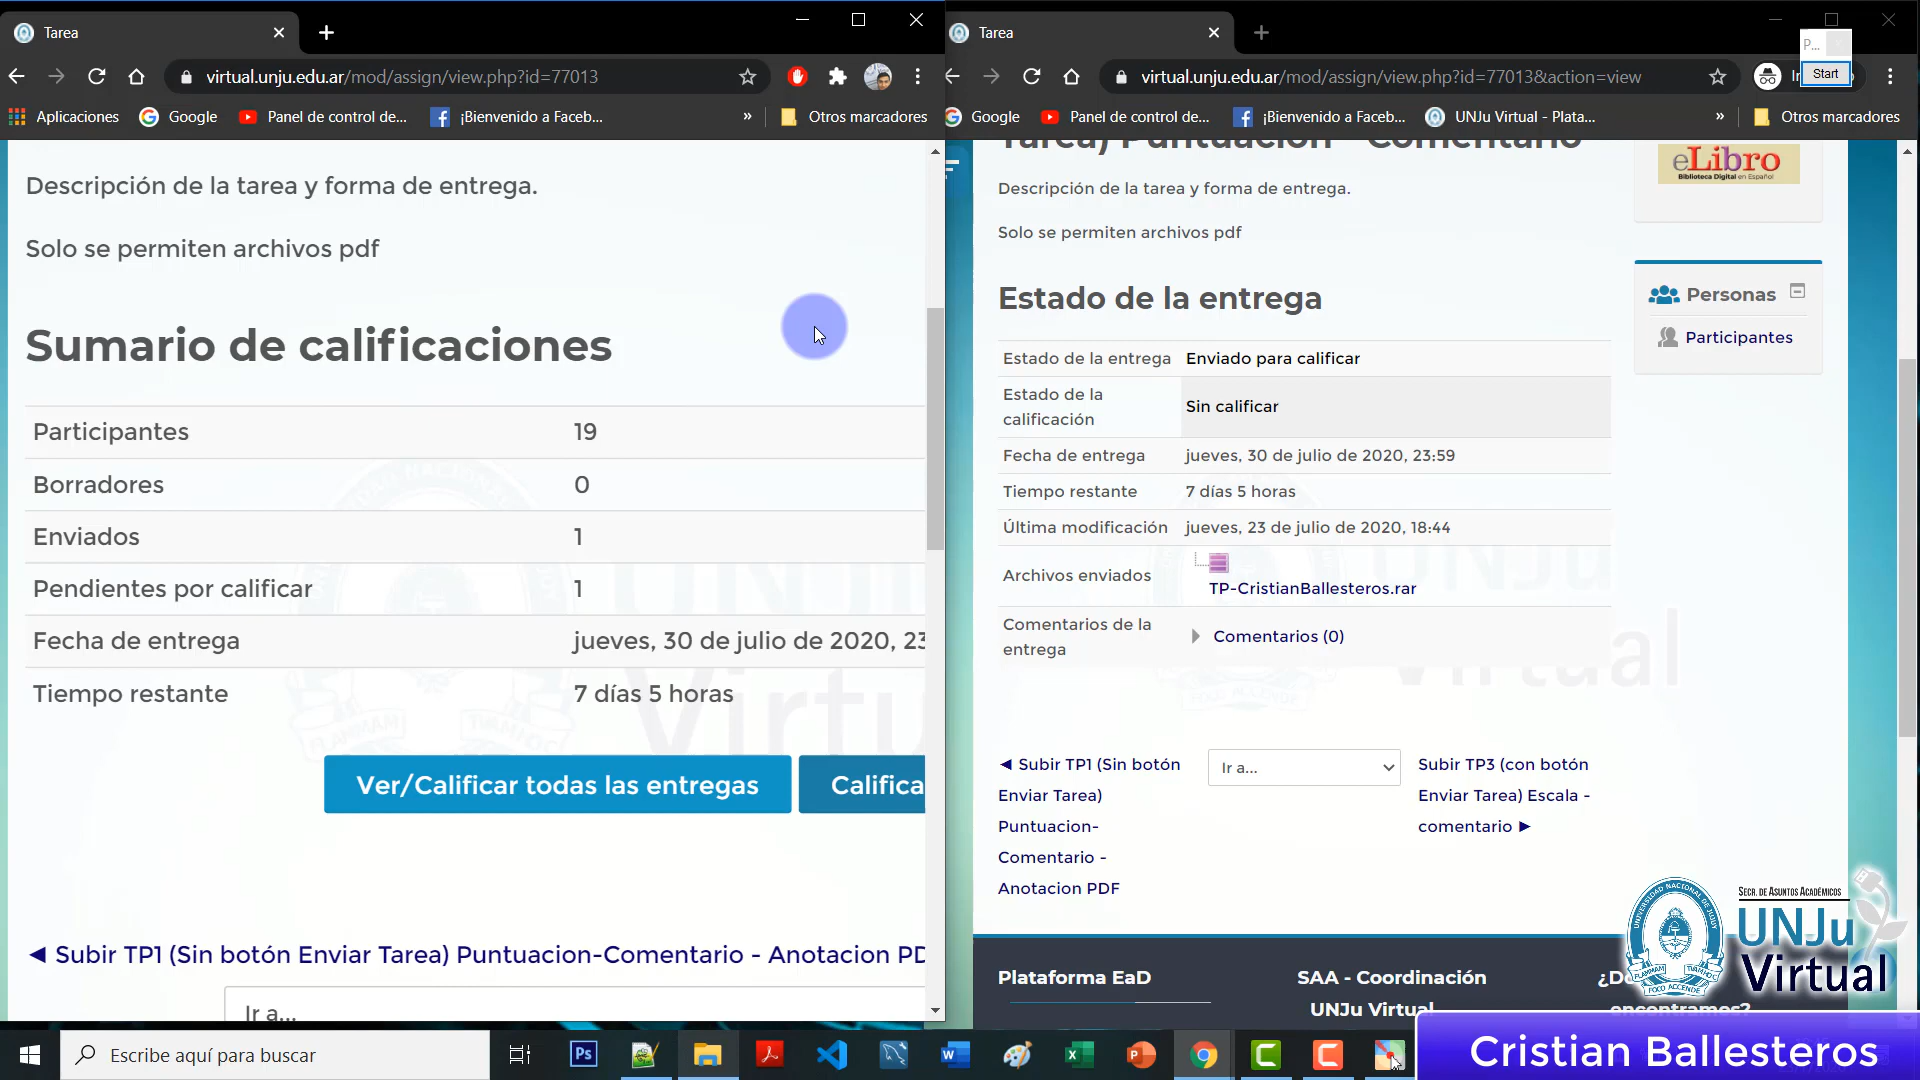 Tarea
virtual.unju.edu.ar/mod/assign/view.php?id=77013
Aplicaciones
Google
Panel de control de...
¡Bienvenido a Faceb...
»
Otros marcadores
Descripción de la tarea y forma de entrega.
Solo se permiten archivos pdf
Sumario de calificaciones
Participantes 19
Borradores 0
Enviados 1
Pendientes por calificar 1
Fecha de entrega jueves, 30 de julio de 2020, 23
Tiempo restante 7 días 5 horas
Ver/Calificar todas las entregas
Califica
◄ Subir TP1 (Sin botón Enviar Tarea) Puntuacion-Comentario - Anotacion PD
Ir a...
Tarea
P...
Start
virtual.unju.edu.ar/mod/assign/view.php?id=77013&action=view
In
Google
Panel de control de...
¡Bienvenido a Faceb...
UNJu Virtual - Plata...
»
Otros marcadores
Tarea) Puntuación - Comentario
Descripción de la tarea y forma de entrega.
Solo se permiten archivos pdf
Estado de la entrega
Estado de la entrega Enviado para calificar
Estado de la
calificación
Sin calificar
Fecha de entrega jueves, 30 de julio de 2020, 23:59
Tiempo restante 7 días 5 horas
Última modificación jueves, 23 de julio de 2020, 18:44
Archivos enviados
TP-CristianBallesteros.rar
Comentarios de la
entrega
Comentarios (0)
◄ Subir TP1 (Sin botón
Enviar Tarea)
Puntuacion-
Comentario -
Anotacion PDF
Ir a...
Subir TP3 (con botón
Enviar Tarea) Escala -
comentario ►
eLibro
Biblioteca Digital en Español
Personas
Participantes
Plataforma EaD
SAA - Coordinación
UNJu Virtual
¿D
encontramos?
UNIVERSIDAD NACIONAL DE JUJUY
FOCO ACCENDE
SECR. DE ASUNTOS ACADÉMICOS
UNJu
Virtual
Cristian Ballesteros
Escribe aquí para buscar